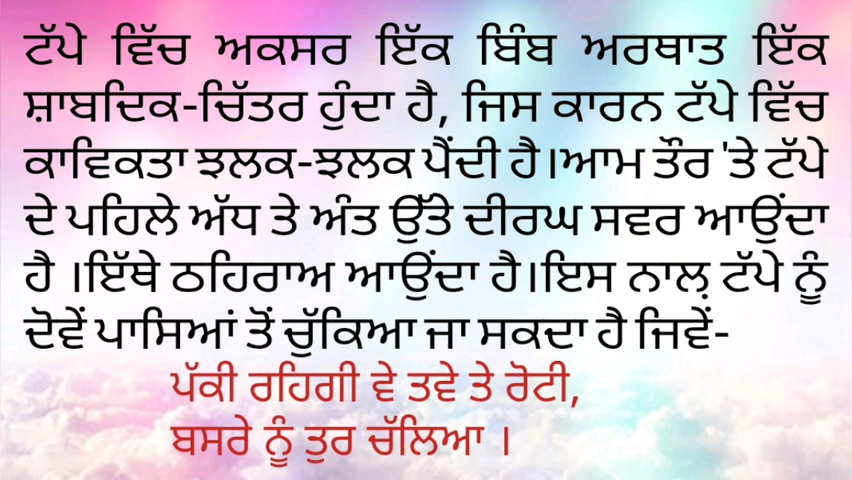 ਟੱਪੇ ਵਿੱਚ ਅਕਸਰ ਇੱਕ ਬਿੰਬ ਅਰਥਾਤ ਇੱਕ
ਸ਼ਾਬਦਿਕ-ਚਿੱਤਰ ਹੁੰਦਾ ਹੈ, ਜਿਸ ਕਾਰਨ ਟੱਪੇ ਵਿੱਚ
ਕਾਵਿਕਤਾ ਝਲਕ-ਝਲਕ ਪੈਂਦੀ ਹੈ।ਆਮ ਤੌਰ 'ਤੇ ਟੱਪੇ
ਦੇ ਪਹਿਲੇ ਅੱਧ ਤੇ ਅੰਤ ਉੱਤੇ ਦੀਰਘ ਸਵਰ ਆਉਂਦਾ
ਹੈ ।ਇੱਥੇ ਠਹਿਰਾਅ ਆਉਂਦਾ ਹੈ।ਇਸ ਨਾਲ਼ ਟੱਪੇ ਨੂੰ
ਦੋਵੇਂ ਪਾਸਿਆਂ ਤੋਂ ਚੁੱਕਿਆ ਜਾ ਸਕਦਾ ਹੈ ਜਿਵੇਂ-
ਪੱਕੀ ਰਹਿਗੀ ਵੇ ਤਵੇ ਤੇ ਰੋਟੀ,
ਬਸਰੇ ਨੂੰ ਤੁਰ ਚੱਲਿਆ ।